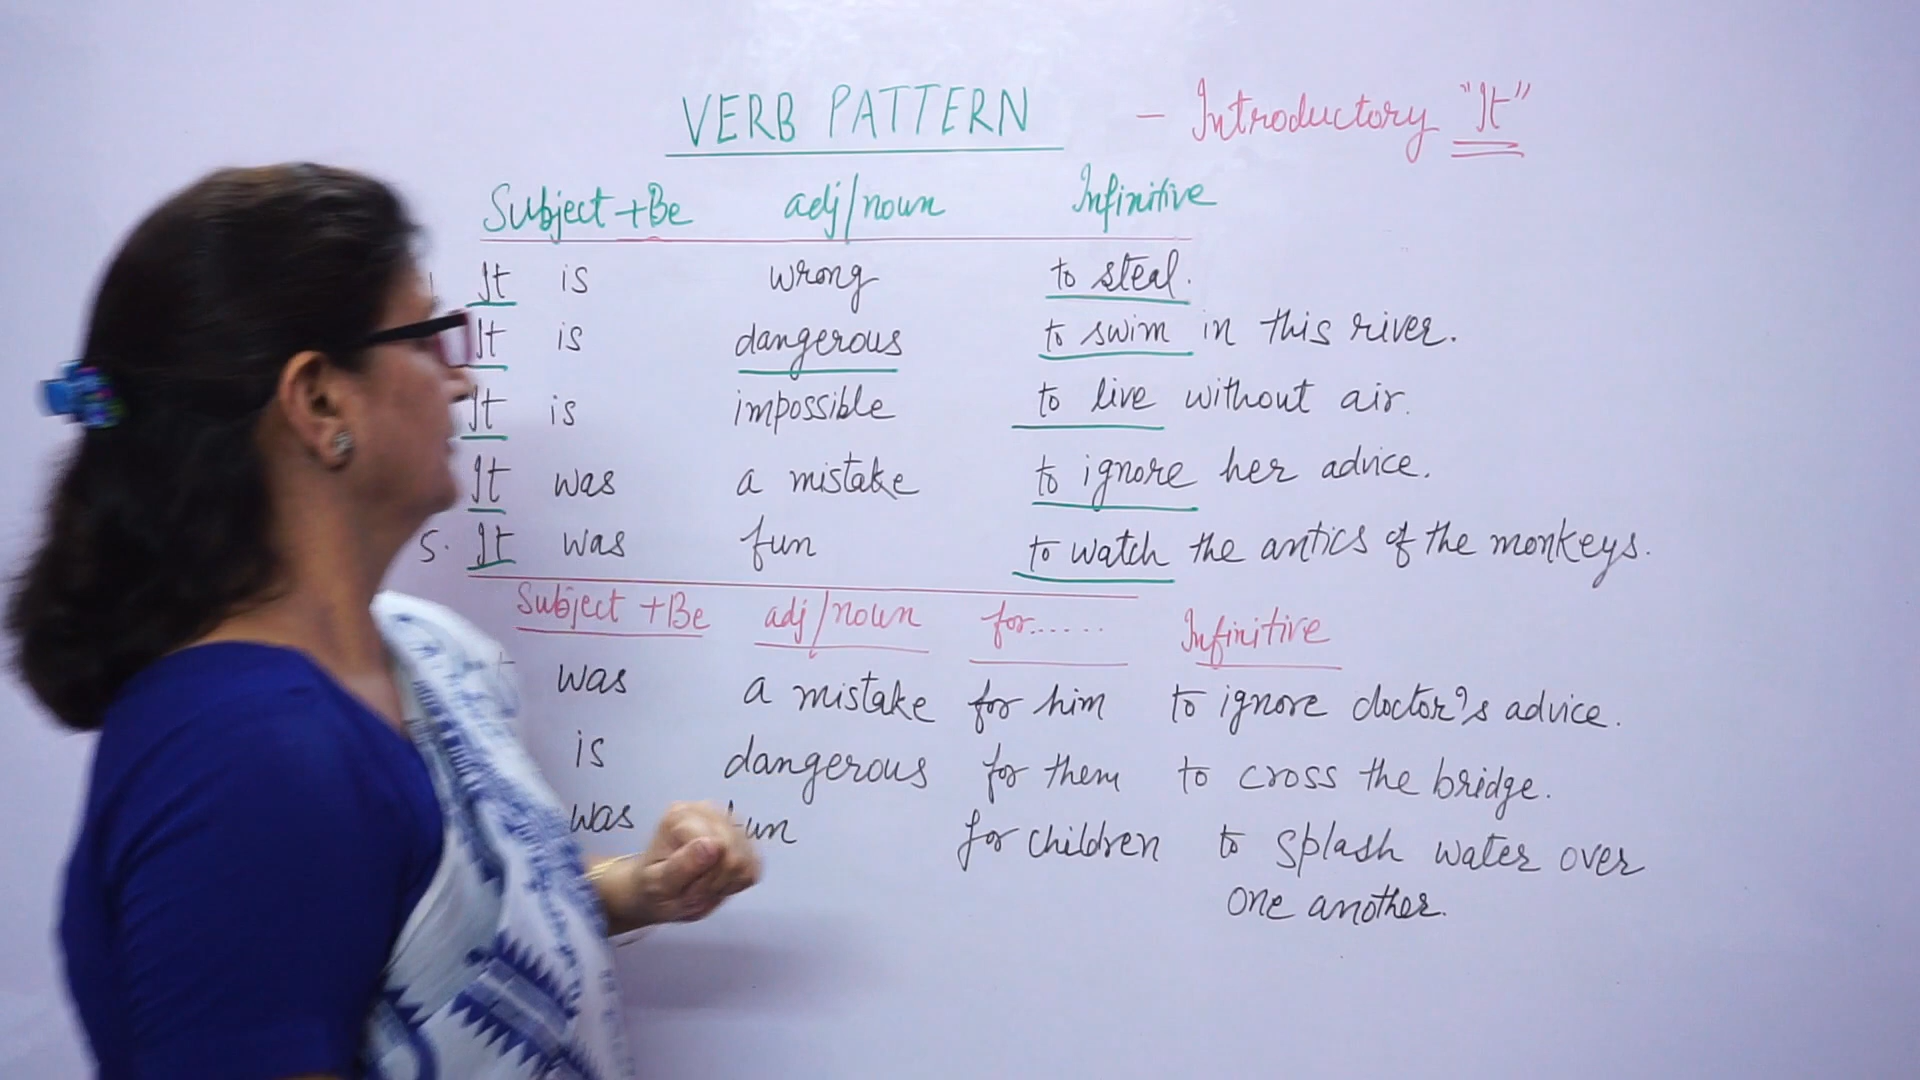 VERB PATTERN - Introductory "It"
Subject + Be adj/noun Infinitive
It is wrong to steal.
It is dangerous to swim in this river.
It is impossible to live without air.
It was a mistake to ignore her advice.
5. It was fun to watch the antics of the monkeys.
Subject + Be adj/noun for...... Infinitive
was a mistake for him to ignore doctor's advice.
is dangerous for them to cross the bridge.
was fun for children to splash water over
one another.